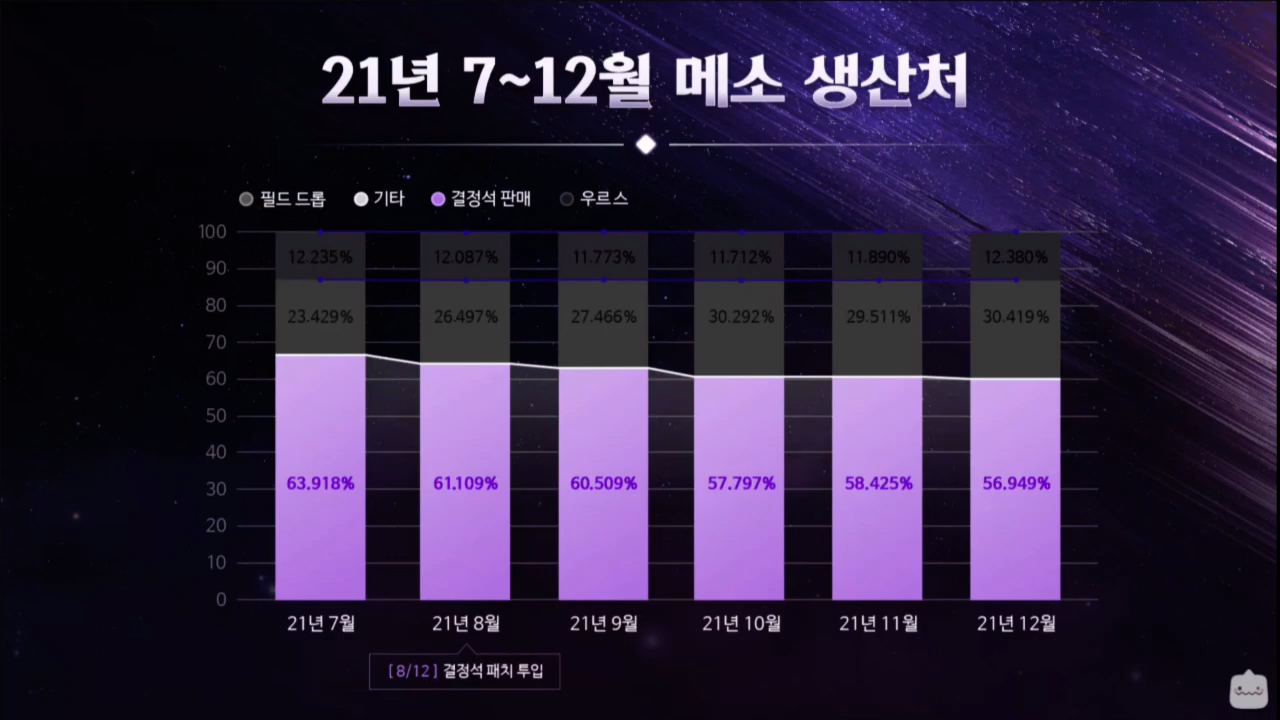 21년 7~12월 메소 생산처
필드 드롭 기타 결정석 판매 우르스
100
12.235% 12.087% 11.773% 11.712% 11.890% 12.380%
90
80
23.429% 26.497% 27.466% 30.292% 29.511% 30.419%
70
60
50
40
63.918% 61.109% 60.509% 57.797% 58.425% 56.949%
30
20
10
0
21년 7월 21년 8월 21년 9월 21년 10월 21년 11월 21년 12월
[8/12] 결정석 패치 투입